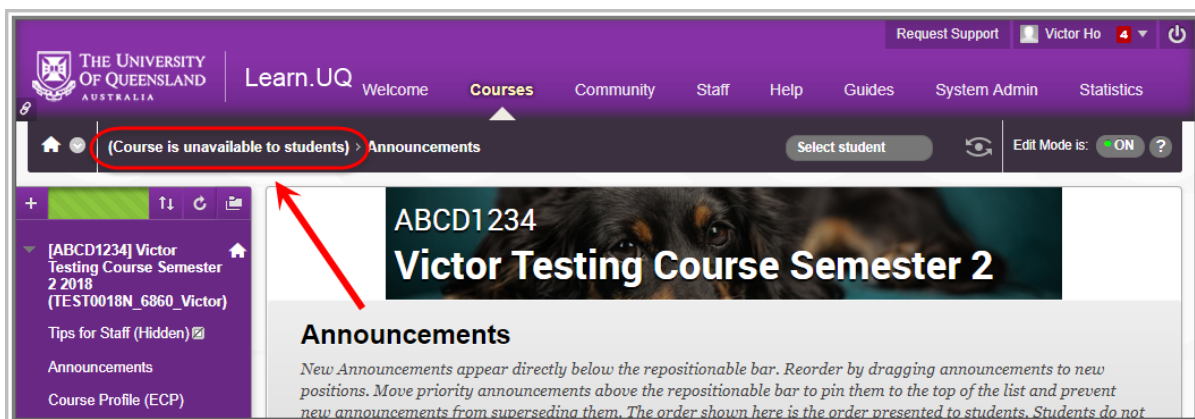 Request Support
Victor Ho 4
THE UNIVERSITY
OF QUEENSLAND
AUSTRALIA
Learn.UQ
Welcome Courses Community Staff Help Guides System Admin Statistics
(Course is unavailable to students) > Announcements
Select student
Edit Mode is: ON ?
ABCD1234
Victor Testing Course Semester 2
[ABCD1234] Victor
Testing Course Semester
2 2018
(TEST0018N_6860_Victor)
Tips for Staff (Hidden)
Announcements
Course Profile (ECP)
Announcements
New Announcements appear directly below the repositionable bar. Reorder by dragging announcements to new
positions. Move priority announcements above the repositionable bar to pin them to the top of the list and prevent
new announcements from superseding them. The order shown here is the order presented to students. Students do not